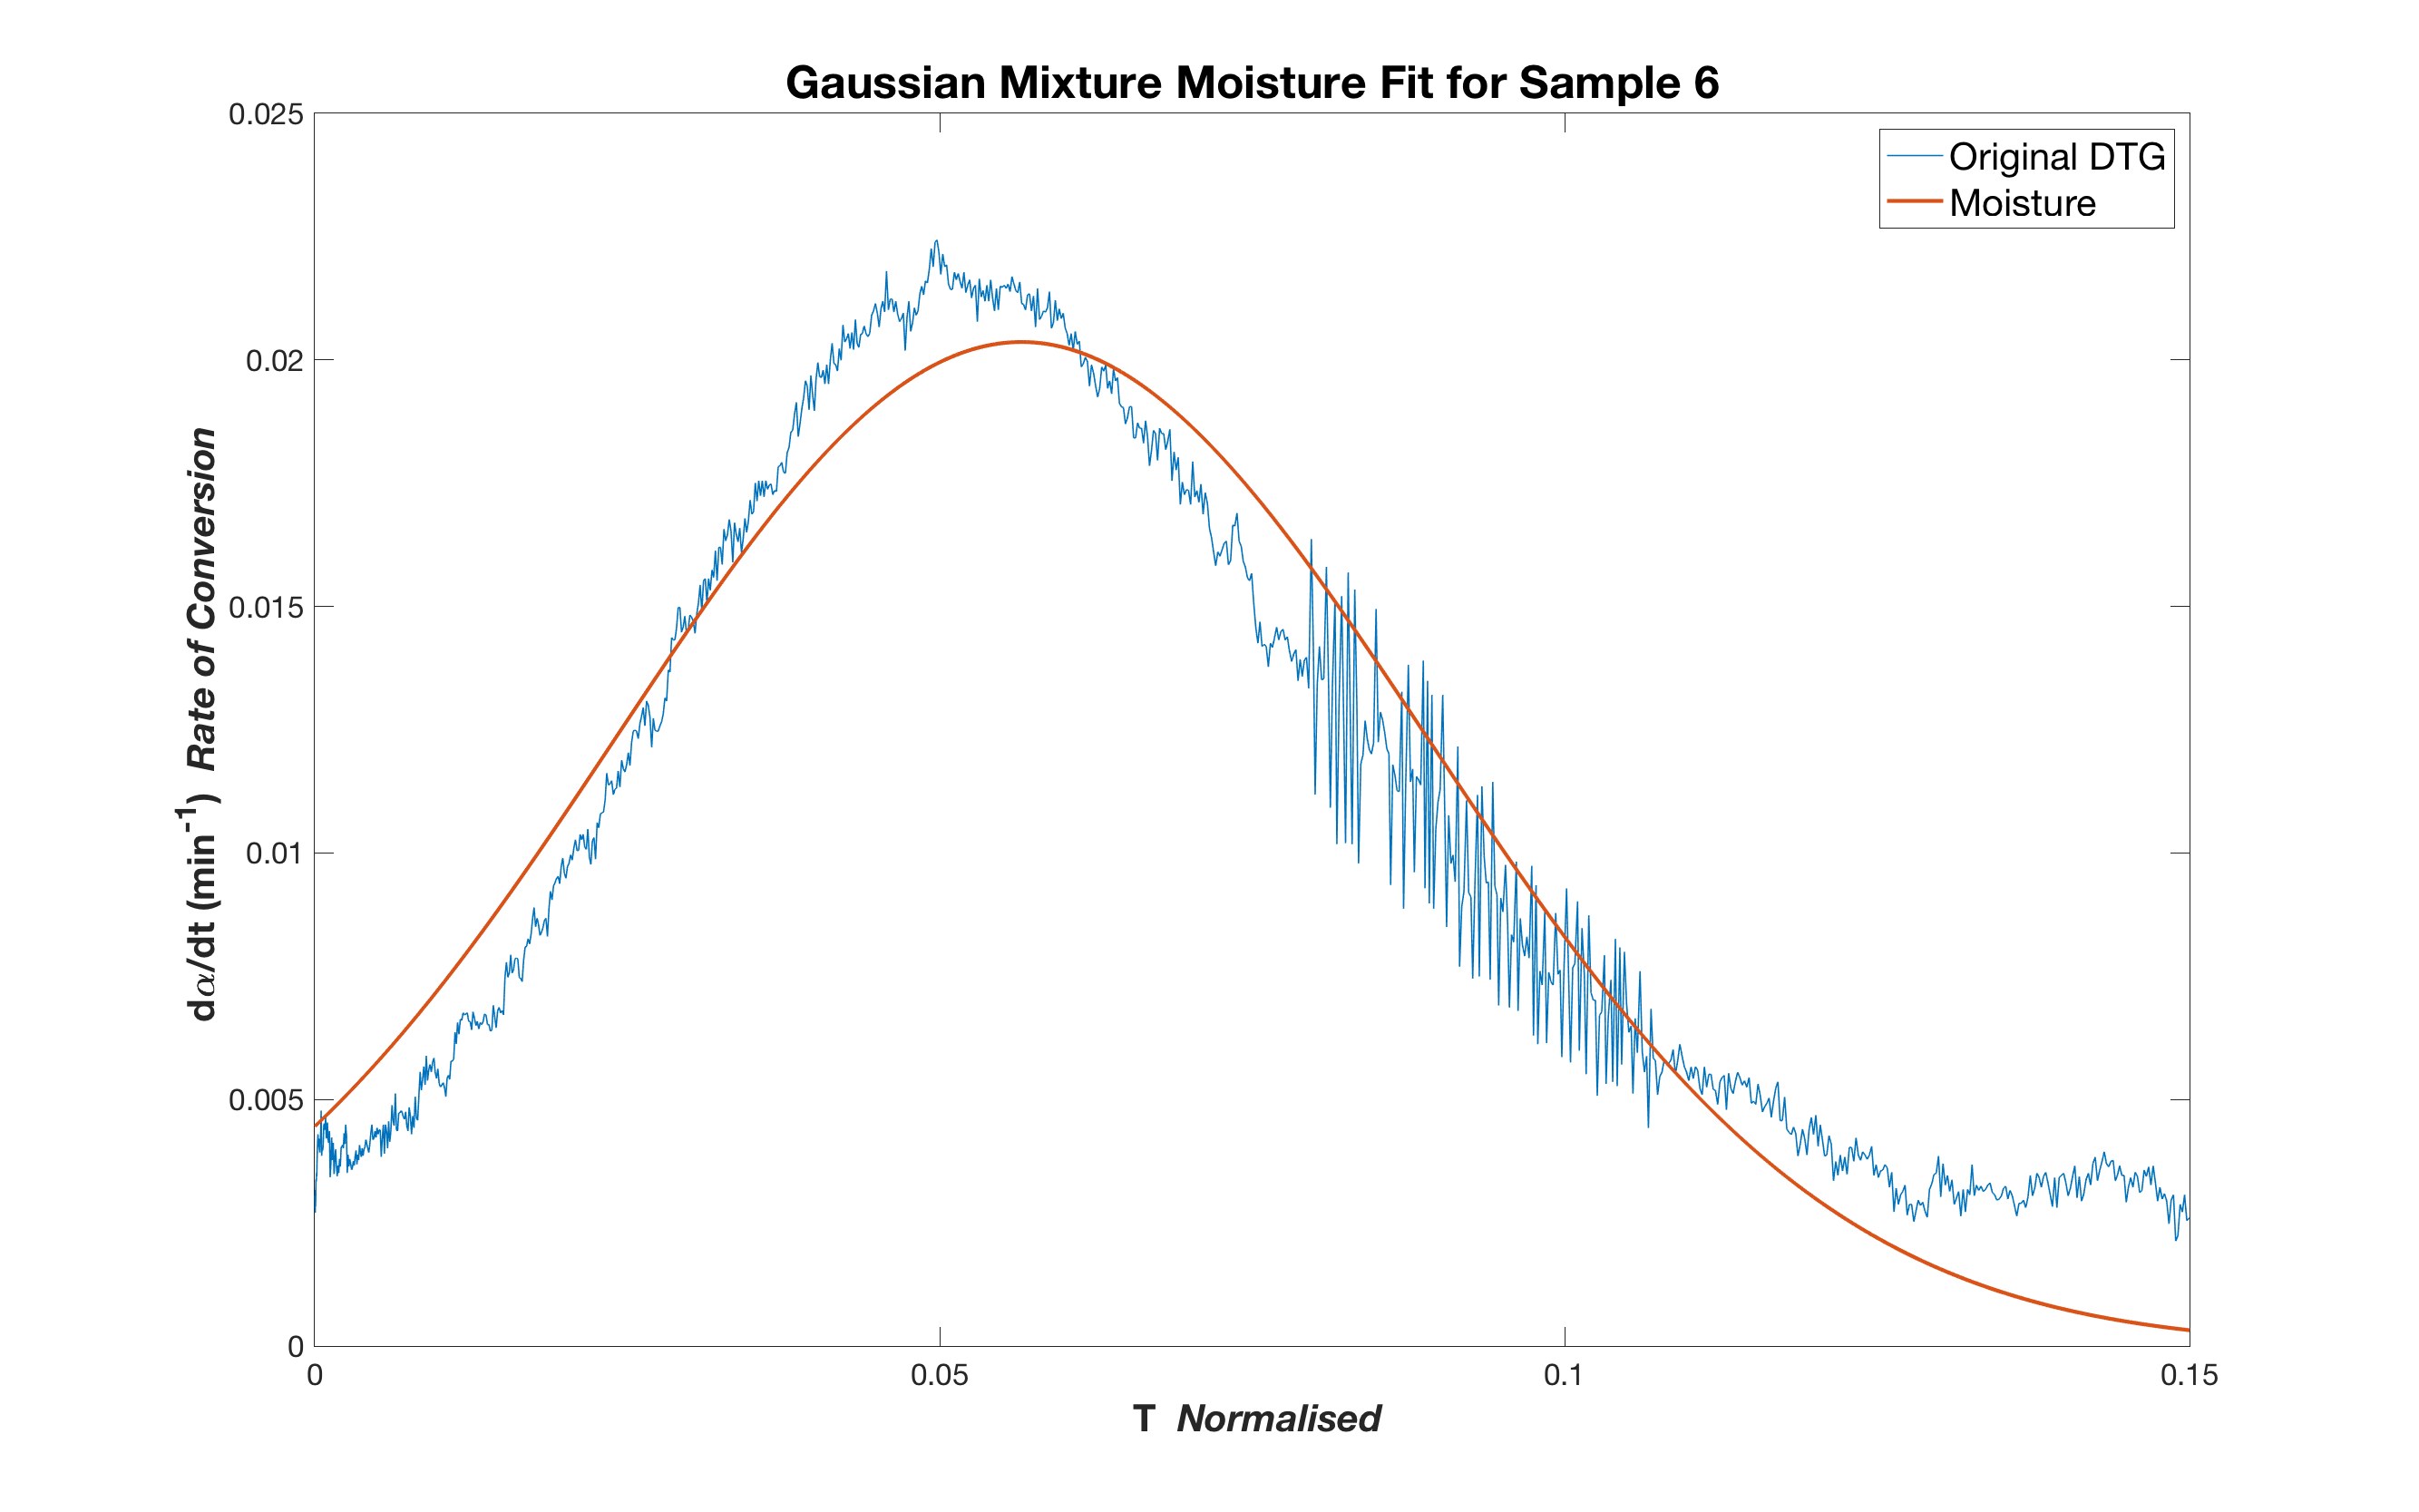 Gaussian Mixture Moisture Fit for Sample 6
0.025
0.02
0.015
0.01
0.005
0
dα/dt (min-1) Rate of Conversion
Original DTG
Moisture
0
0.05
0.1
0.15
T Normalised